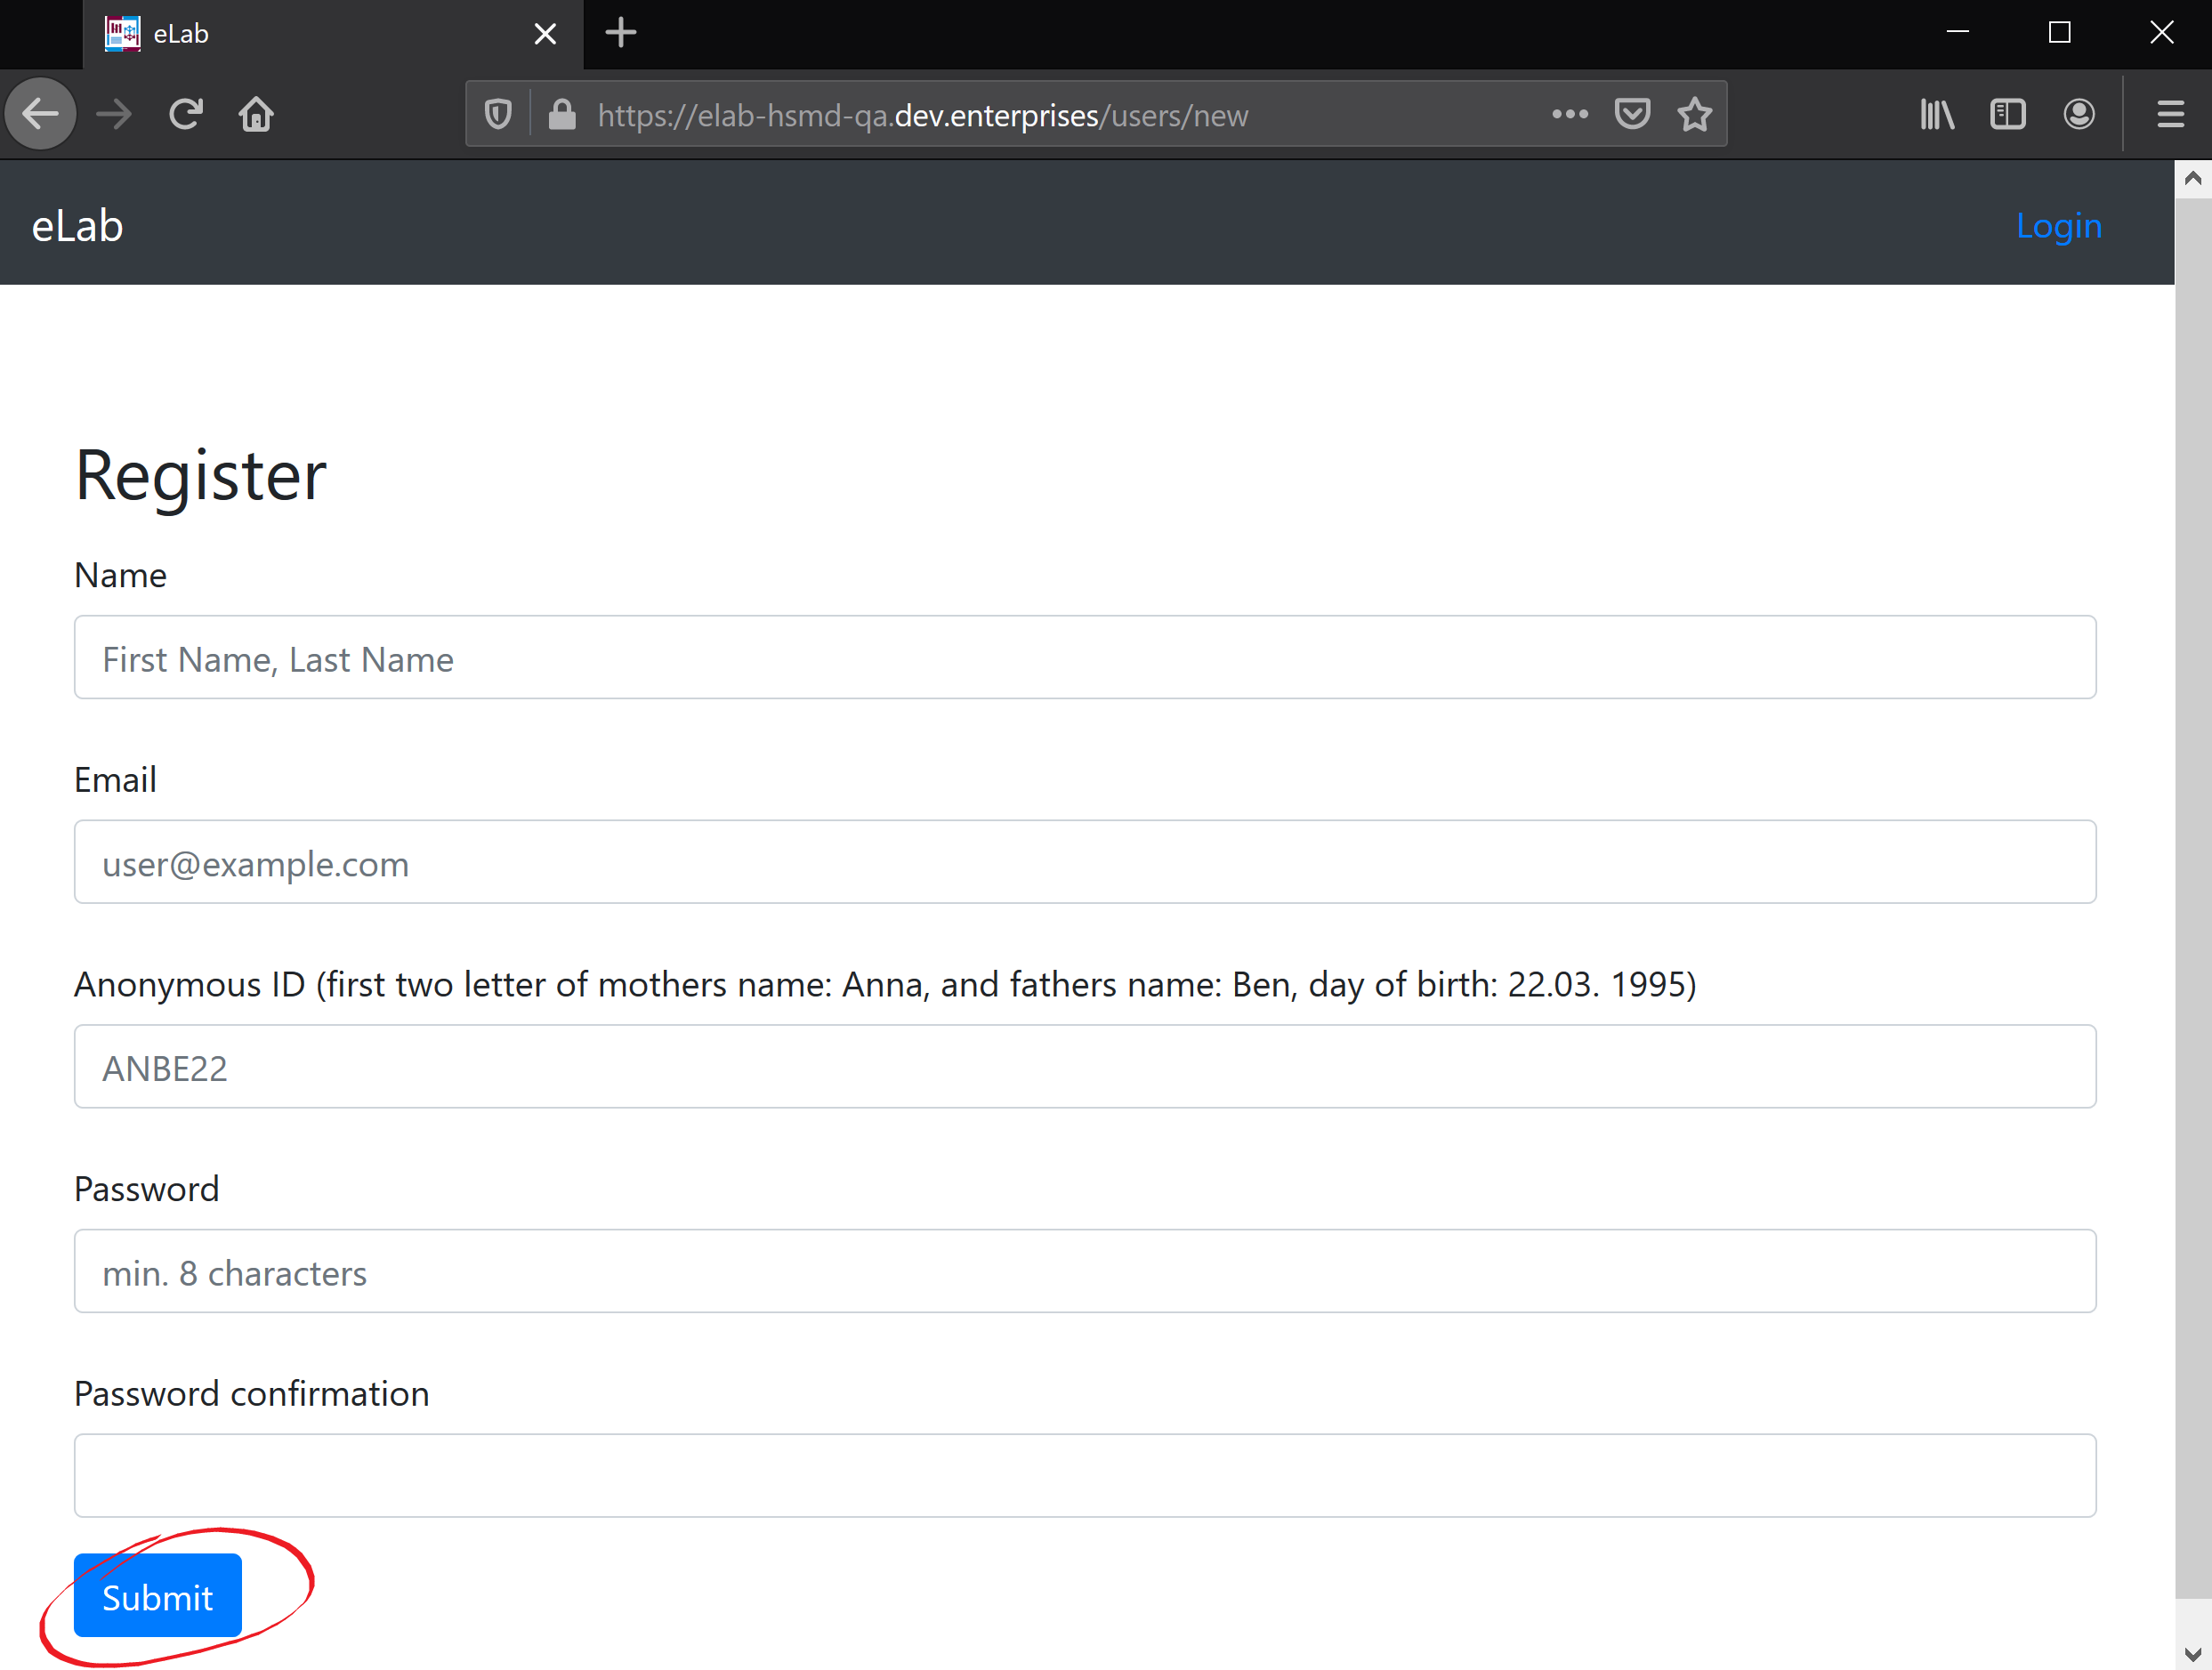 eLab
https://elab-hsmd-qa.dev.enterprises/users/new
eLab
Login
Register
Name
First Name, Last Name
Email
user@example.com
Anonymous ID (first two letter of mothers name: Anna, and fathers name: Ben, day of birth: 22.03. 1995)
ANBE22
Password
min. 8 characters
Password confirmation
Submit